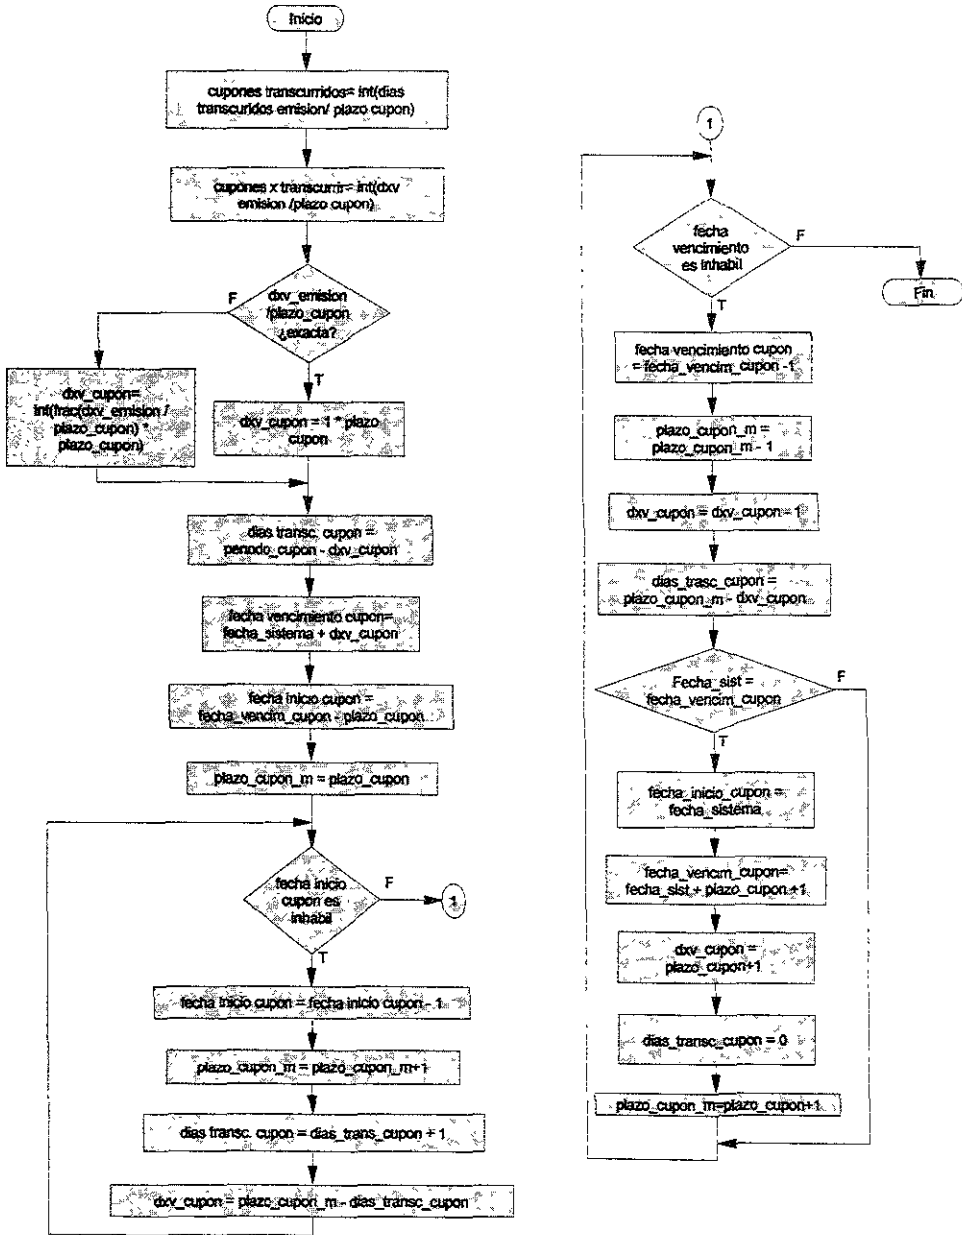 Inicio
cupones transcurridos= int(dias
transcuridos emision/ plazo cupon)
cupones x transcurrir= int(dxv
emision /plazo cupon)
dxv_emision
/plazo_cupon
¿exacta?
F
T
dxv_cupon=
int(frac(dxv_emision /
plazo_cupon) *
plazo_cupon)
dxv_cupon = 1 * plazo
cupon
dias transc. cupon =
periodo_cupon - dxv_cupon
fecha vencimiento cupon=
fecha_sistema + dxv_cupon
fecha inicio cupon =
fecha_vencim_cupon - plazo_cupon
plazo_cupon_m = plazo_cupon
fecha inicio
cupon es
inhabil
F
1
T
fecha inicio cupon = fecha inicio cupon - 1
plazo_cupon_m = plazo_cupon_m+1
dias transc. cupon = dias_trans_cupon + 1
dxv_cupon = plazo_cupon_m - dias_transc_cupon
1
fecha
vencimiento
es inhabil
F
Fin
T
fecha vencimiento cupon
= fecha_vencim_cupon -1
plazo_cupon_m =
plazo_cupon_m - 1
dxv_cupon = dxv_cupon - 1
dias_trasc_cupon =
plazo_cupon_m - dxv_cupon
Fecha_sist =
fecha_vencim_cupon
F
T
fecha_inicio_cupon =
fecha_sistema
fecha_vencim_cupon=
fecha_sist + plazo_cupon +1
dxv_cupon =
plazo_cupon+1
dias_transc_cupon = 0
plazo_cupon_m=plazo_cupon+1